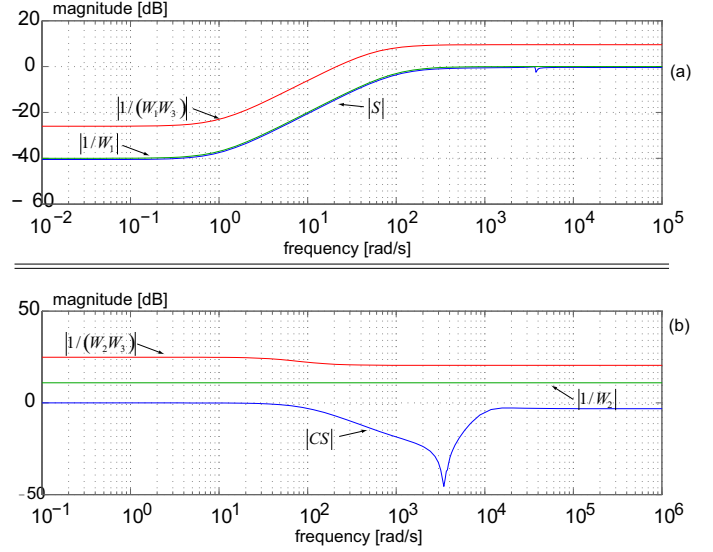 magnitude [dB]
20
0
(a)
|1/(W₁W₃)|
|S|
−20
|1/W₁|
−40
− 60
10⁻² 10⁻¹ 10⁰ 10¹ 10² 10³ 10⁴ 10⁵
frequency [rad/s]
magnitude [dB]
50
(b)
|1/(W₂W₃)|
|1/W₂|
0
|CS|
-50
10⁻¹ 10⁰ 10¹ 10² 10³ 10⁴ 10⁵ 10⁶
frequency [rad/s]